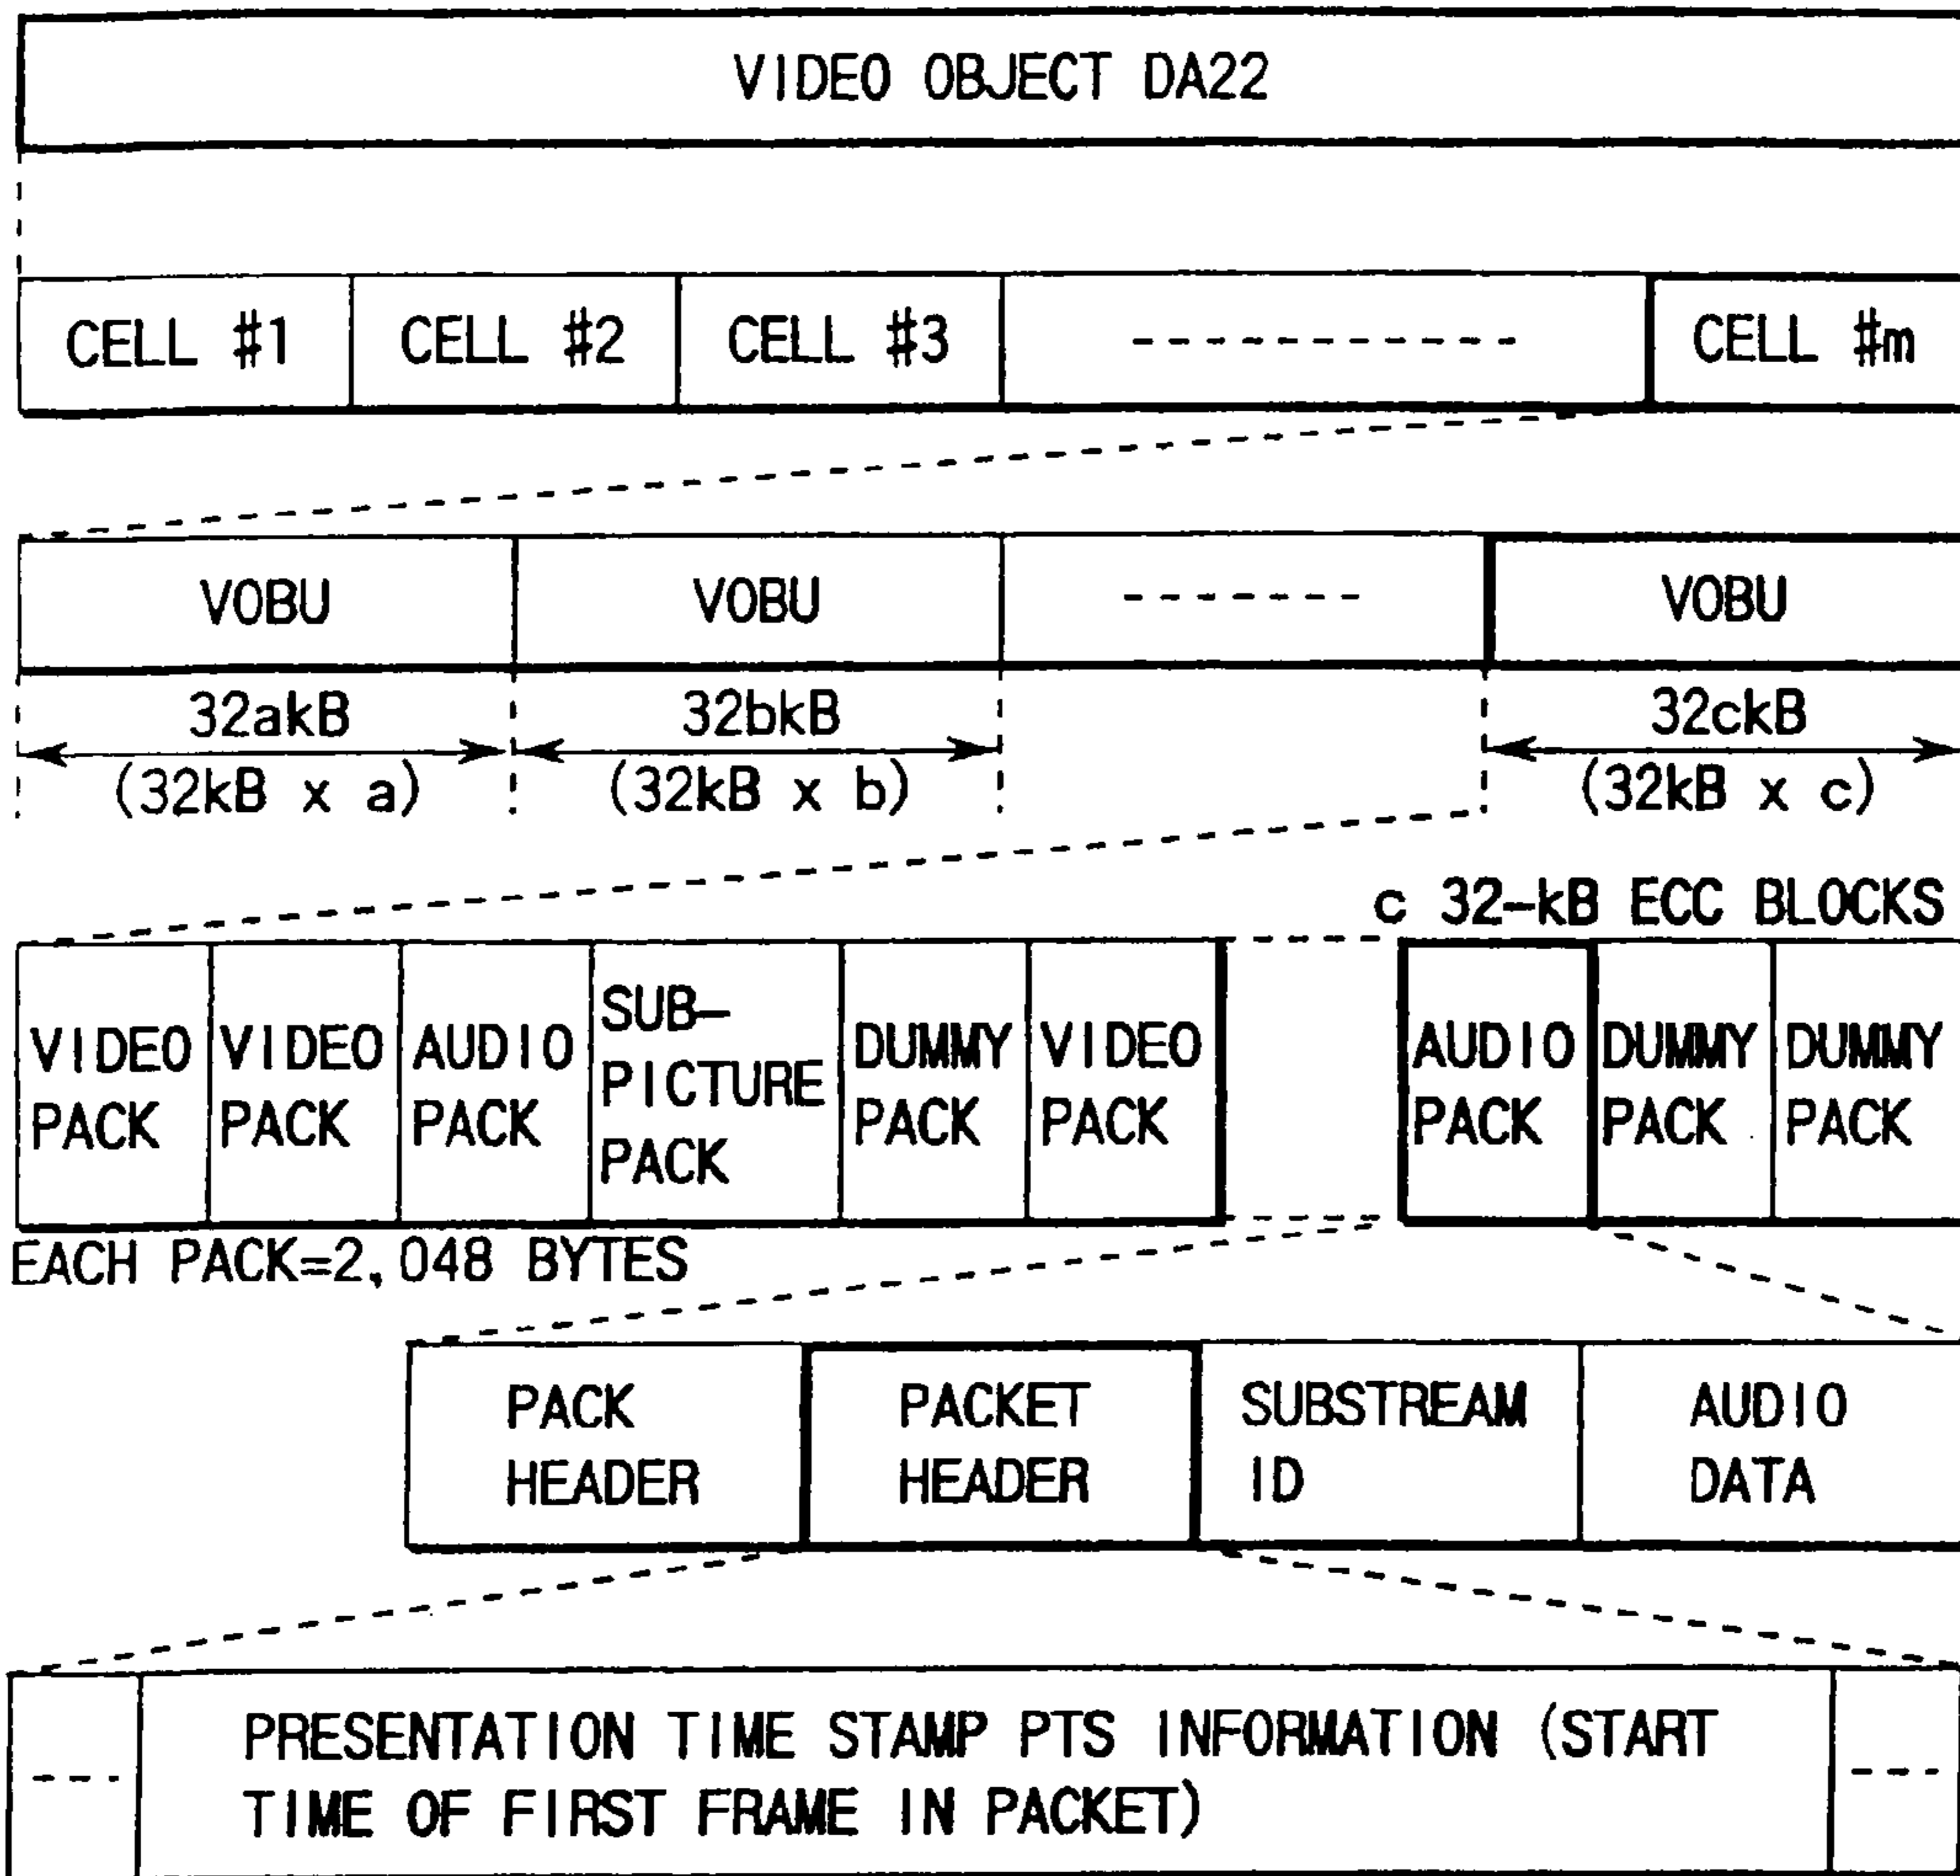 VIDEO OBJECT DA22
CELL #1
CELL #2
CELL #3
CELL #m
VOBU
VOBU
VOBU
32akB
(32kB x a)
32bkB
(32kB x b)
32ckB
(32kB x c)
c 32-kB ECC BLOCKS
VIDEO
PACK
VIDEO
PACK
AUDIO
PACK
SUB-
PICTURE
PACK
DUMMY
PACK
VIDEO
PACK
AUDIO
PACK
DUMMY
PACK
DUMMY
PACK
EACH PACK=2,048 BYTES
PACK
HEADER
PACKET
HEADER
SUBSTREAM
ID
AUDIO
DATA
PRESENTATION TIME STAMP PTS INFORMATION (START
TIME OF FIRST FRAME IN PACKET)